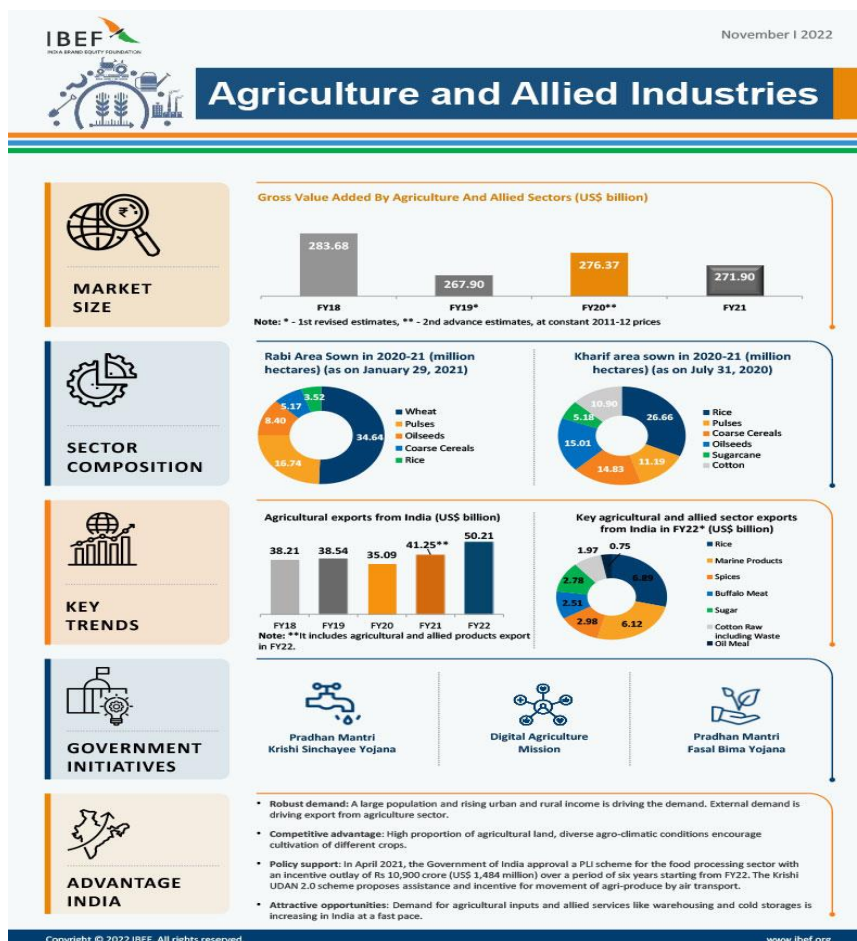 IBEF
INDIA BRAND EQUITY FOUNDATION
November I 2022
Agriculture and Allied Industries
MARKET
SIZE
Gross Value Added By Agriculture And Allied Sectors (US$ billion)
283.68
267.90
276.37
271.90
FY18
FY19*
FY20**
FY21
Note: * - 1st revised estimates, ** - 2nd advance estimates, at constant 2011-12 prices
SECTOR
COMPOSITION
Rabi Area Sown in 2020-21 (million
hectares) (as on January 29, 2021)
3.52
5.17
8.40
34.64
16.74
Wheat
Pulses
Oilseeds
Coarse Cereals
Rice
Kharif area sown in 2020-21 (million
hectares) (as on July 31, 2020)
10.90
5.18
26.66
15.01
11.19
14.83
Rice
Pulses
Coarse Cereals
Oilseeds
Sugarcane
Cotton
KEY
TRENDS
Agricultural exports from India (US$ billion)
38.21
38.54
35.09
41.25**
50.21
FY18
FY19
FY20
FY21
FY22
Note: **It includes agricultural and allied products export
in FY22.
Key agricultural and allied sector exports
from India in FY22* (US$ billion)
1.97
0.75
2.78
6.89
2.51
2.98
6.12
Rice
Marine Products
Spices
Buffalo Meat
Sugar
Cotton Raw
including Waste
Oil Meal
GOVERNMENT
INITIATIVES
Pradhan Mantri
Krishi Sinchayee Yojana
Digital Agriculture
Mission
Pradhan Mantri
Fasal Bima Yojana
ADVANTAGE
INDIA
• Robust demand: A large population and rising urban and rural income is driving the demand. External demand is
driving export from agriculture sector.
• Competitive advantage: High proportion of agricultural land, diverse agro-climatic conditions encourage
cultivation of different crops.
• Policy support: In April 2021, the Government of India approval a PLI scheme for the food processing sector with
an incentive outlay of Rs 10,900 crore (US$ 1,484 million) over a period of six years starting from FY22. The Krishi
UDAN 2.0 scheme proposes assistance and incentive for movement of agri-produce by air transport.
• Attractive opportunities: Demand for agricultural inputs and allied services like warehousing and cold storages is
increasing in India at a fast pace.
Copyright © 2022 IBEF. All rights reserved
www.ibef.org